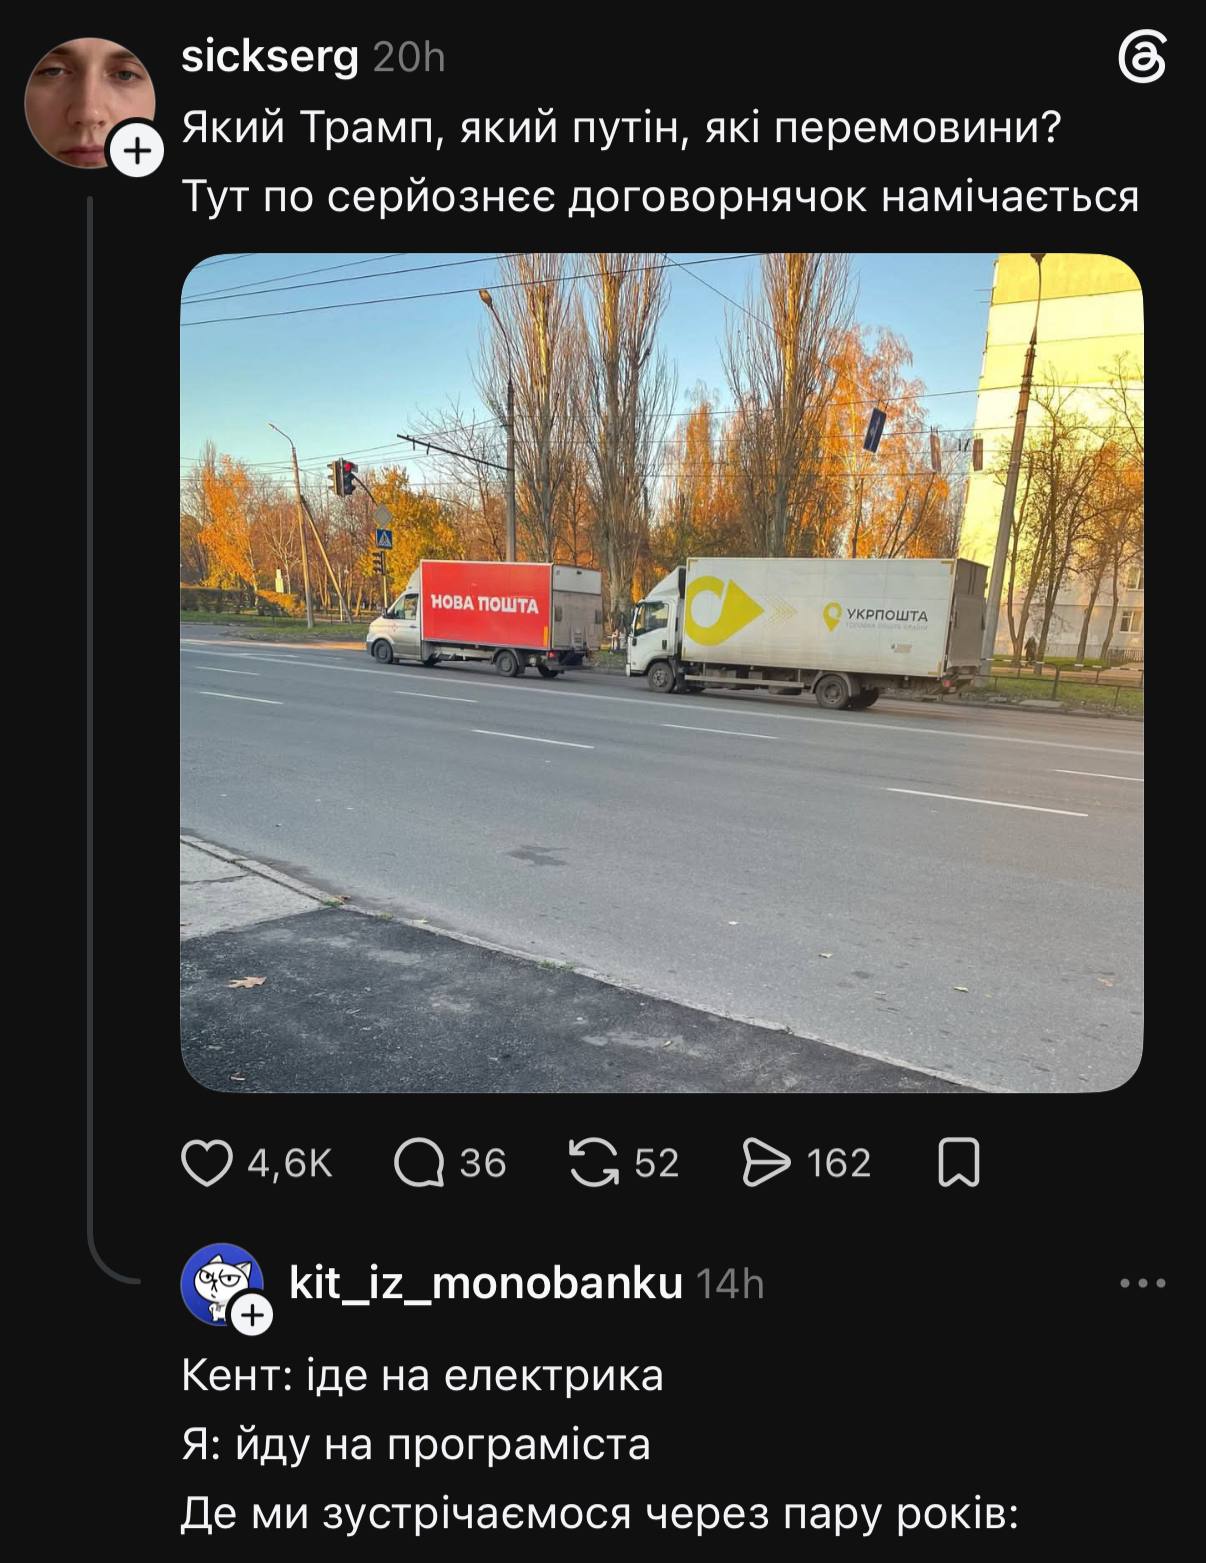 sickserg 20h
Який Трамп, який путін, які перемовини?
Тут по серйознєє договорнячок намічається
НОВА ПОШТА
УКРПОШТА
4,6K 36 52 162
kit_iz_monobanku 14h
Кент: іде на електрика
Я: йду на програміста
Де ми зустрічаємося через пару років: